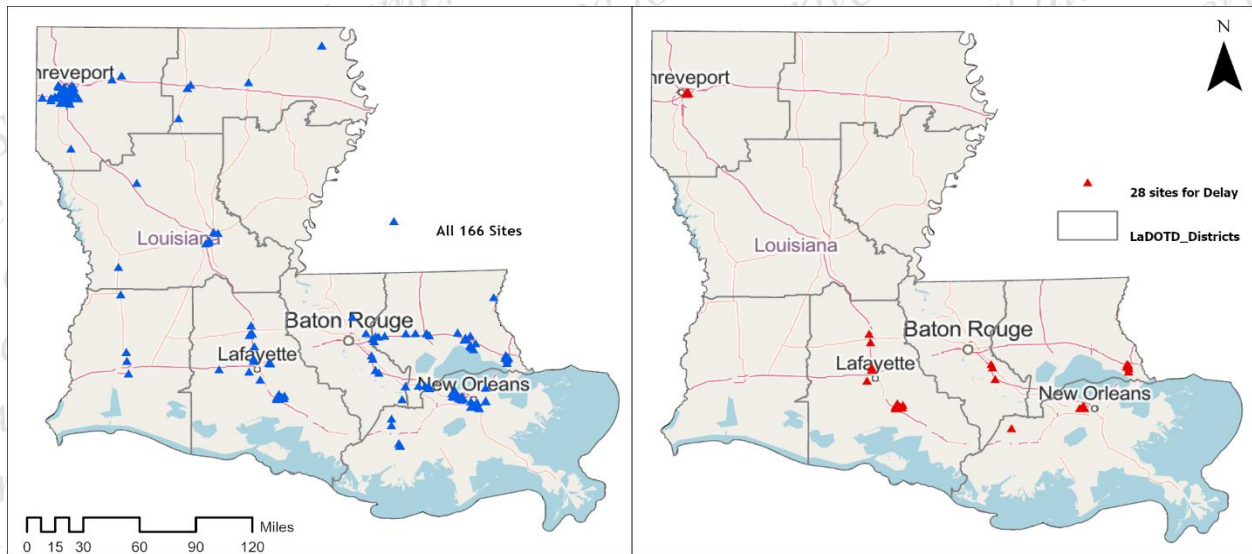 hreveport
Louisiana
All 166 Sites
Baton Rouge
Lafayette
New Orleans
Miles
0 15 30 60 90 120
N
hreveport
28 sites for Delay
LaDOTD_Districts
Louisiana
Baton Rouge
Lafayette
New Orleans